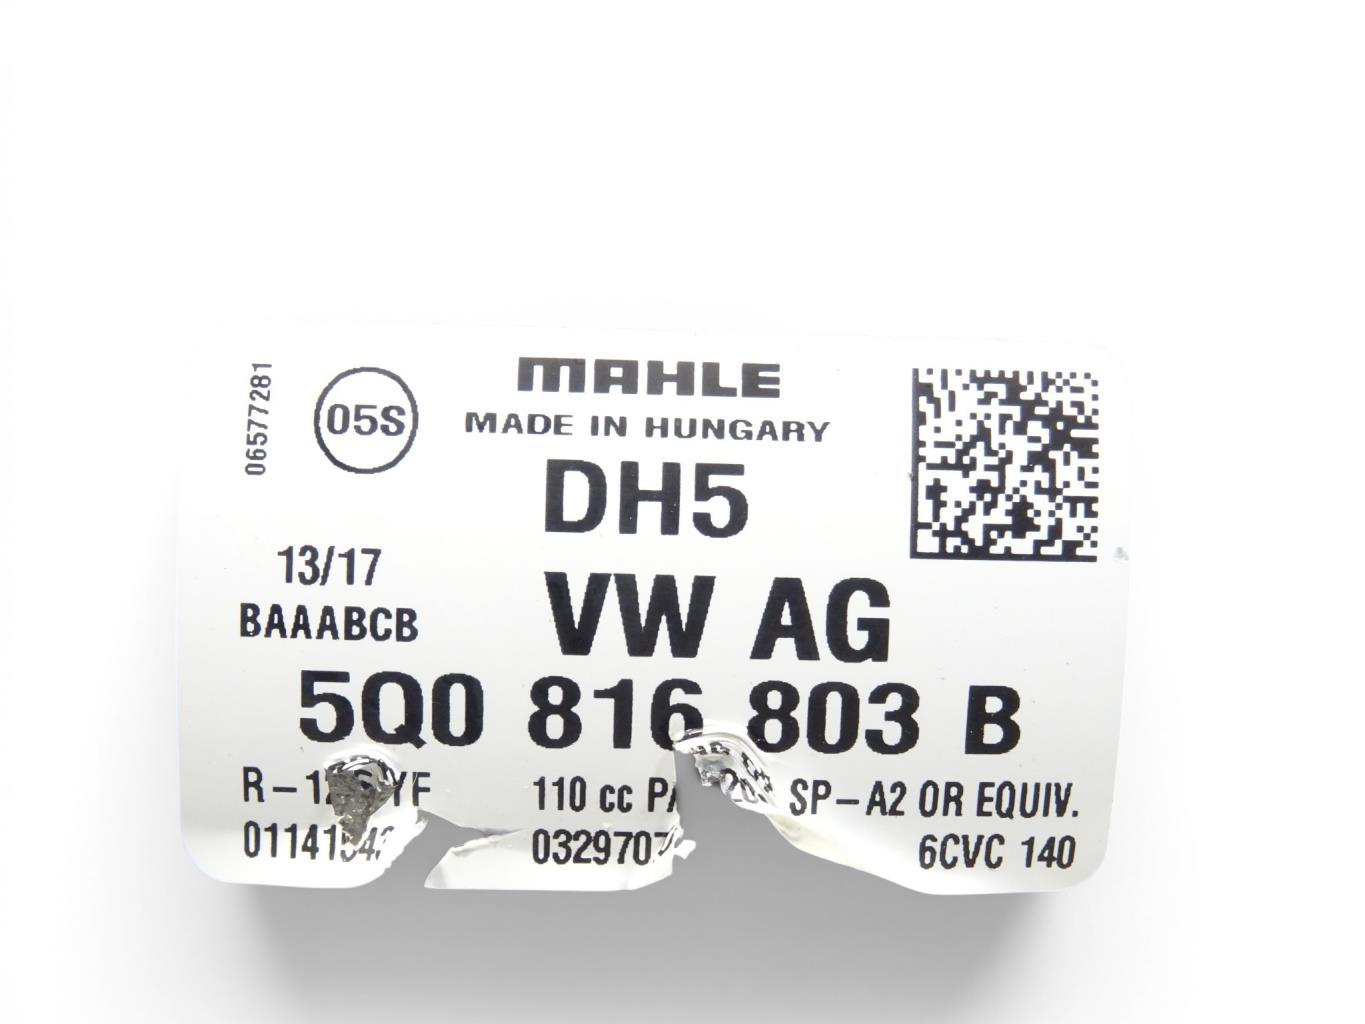 06577281
05S
MAHLE
MADE IN HUNGARY
DH5
13/17
BAAABCB
VW AG
5Q0 816 803 B
110 cc SP-A2 OR EQUIV.
6CVC 140